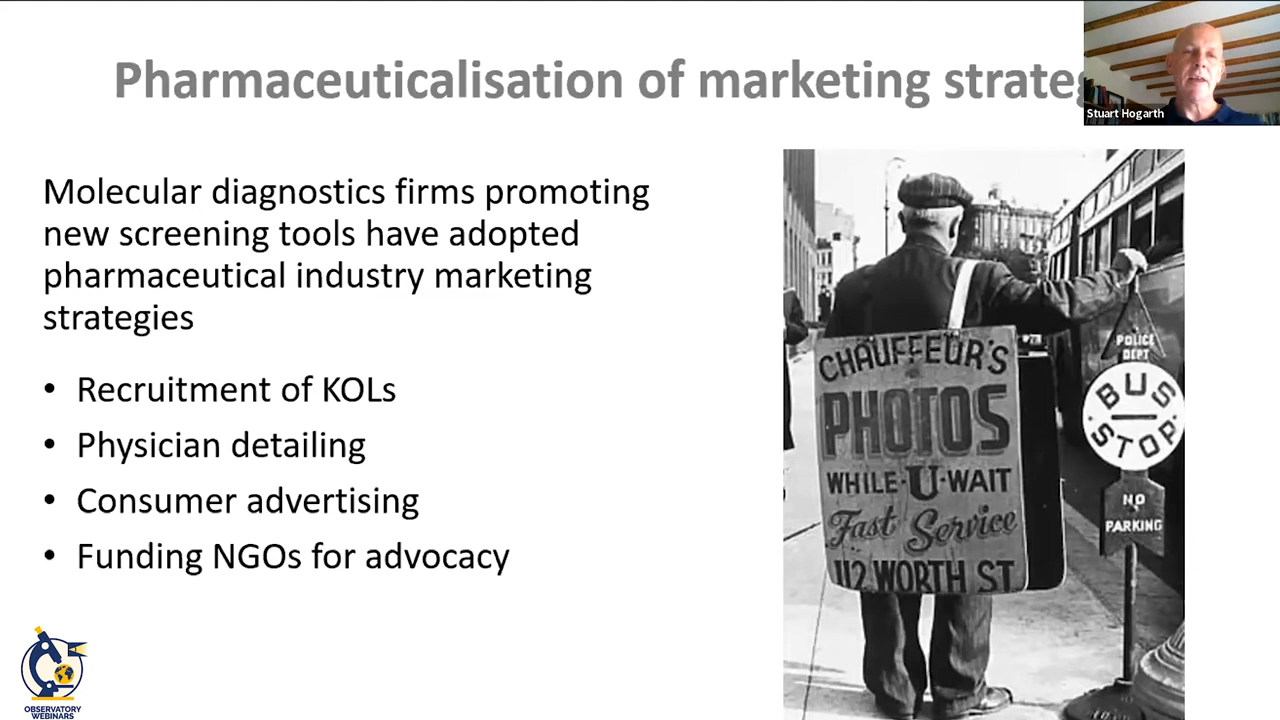 Pharmaceuticalisation of marketing strateg
Stuart Hogarth
Molecular diagnostics firms promoting
new screening tools have adopted
pharmaceutical industry marketing
strategies
• Recruitment of KOLs
• Physician detailing
• Consumer advertising
• Funding NGOs for advocacy
CHAUFFEUR'S
PHOTOS
WHILE-U-WAIT
Fast Service
112 WORTH ST
POLICE
DEPT
BUS
STOP
NO
PARKING
OBSERVATORY
WEBINARS